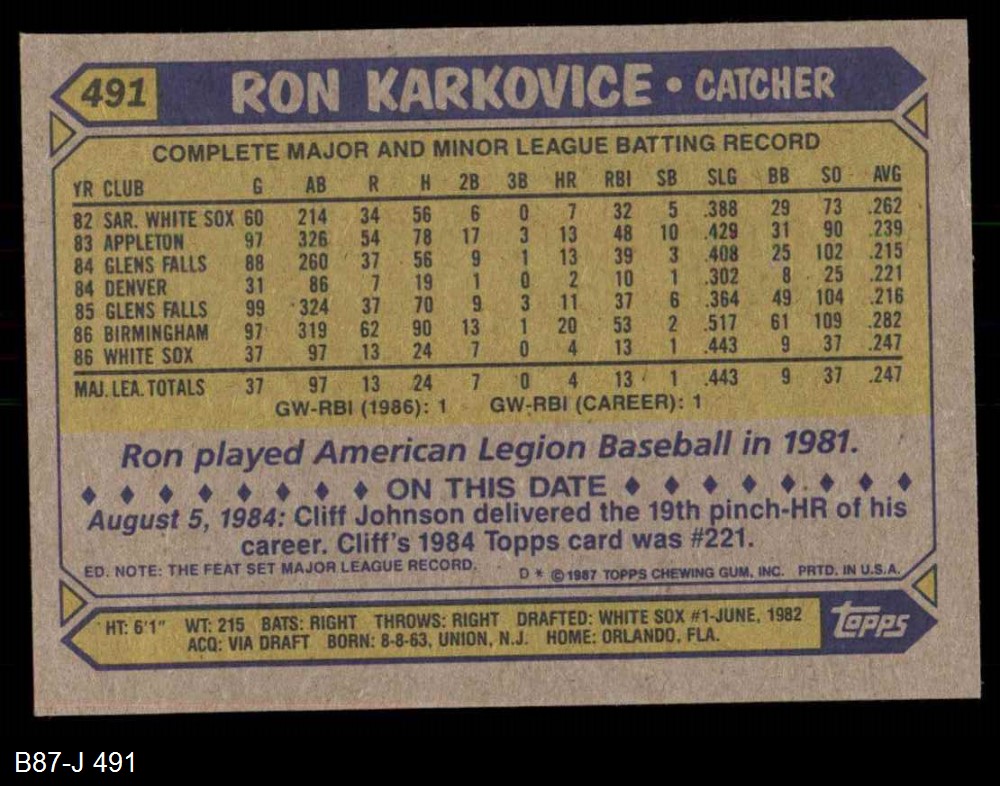 491 RON KARKOVICE • CATCHER
COMPLETE MAJOR AND MINOR LEAGUE BATTING RECORD
YR CLUB G AB R H 2B 3B HR RBI SB SLG BB SO AVG
82 SAR. WHITE SOX 60 214 34 56 6 0 7 32 5 .388 29 73 .262
83 APPLETON 97 326 54 78 17 3 13 48 10 .429 31 90 .239
84 GLENS FALLS 88 260 37 56 9 1 13 39 3 .408 25 102 .215
84 DENVER 31 86 7 19 1 0 2 10 1 .302 8 25 .221
85 GLENS FALLS 99 324 37 70 9 3 11 37 6 .364 49 104 .216
86 BIRMINGHAM 97 319 62 90 13 1 20 53 2 .517 61 109 .282
86 WHITE SOX 37 97 13 24 7 0 4 13 1 .443 9 37 .247
MAJ. LEA. TOTALS 37 97 13 24 7 0 4 13 1 .443 9 37 .247
GW-RBI (1986): 1 GW-RBI (CAREER): 1
Ron played American Legion Baseball in 1981.
♦ ♦ ♦ ♦ ♦ ♦ ♦ ♦ ON THIS DATE ♦ ♦ ♦ ♦ ♦ ♦ ♦ ♦
August 5, 1984: Cliff Johnson delivered the 19th pinch-HR of his
career. Cliff's 1984 Topps card was #221.
ED. NOTE: THE FEAT SET MAJOR LEAGUE RECORD. D * © 1987 TOPPS CHEWING GUM, INC. PRTD. IN U.S.A.
HT: 6'1" WT: 215 BATS: RIGHT THROWS: RIGHT DRAFTED: WHITE SOX #1-JUNE, 1982
ACQ: VIA DRAFT BORN: 8-8-63, UNION, N.J. HOME: ORLANDO, FLA.
topps
B87-J 491